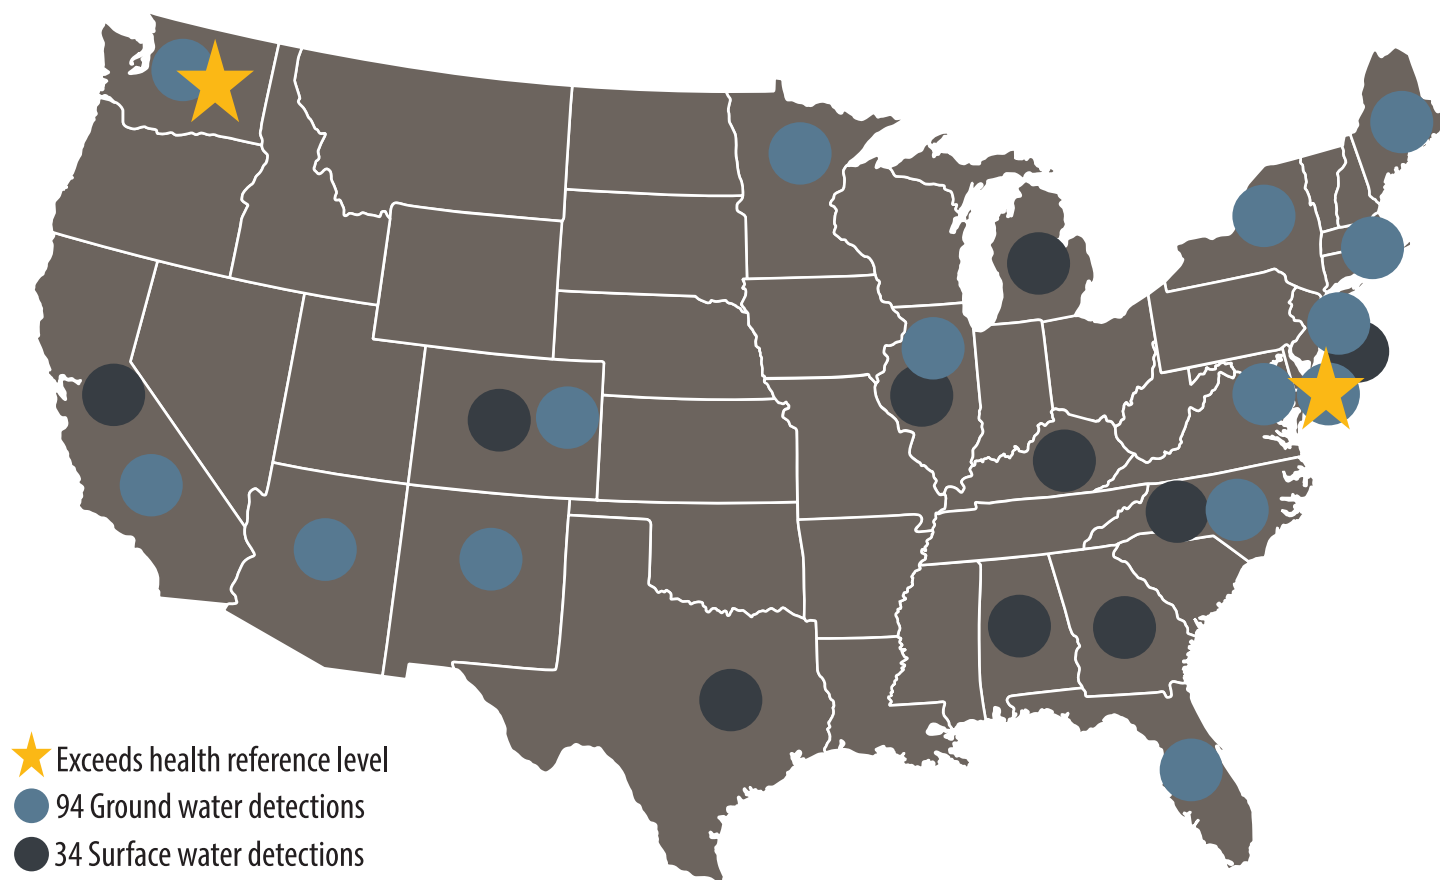 Exceeds health reference level
94 Ground water detections
34 Surface water detections